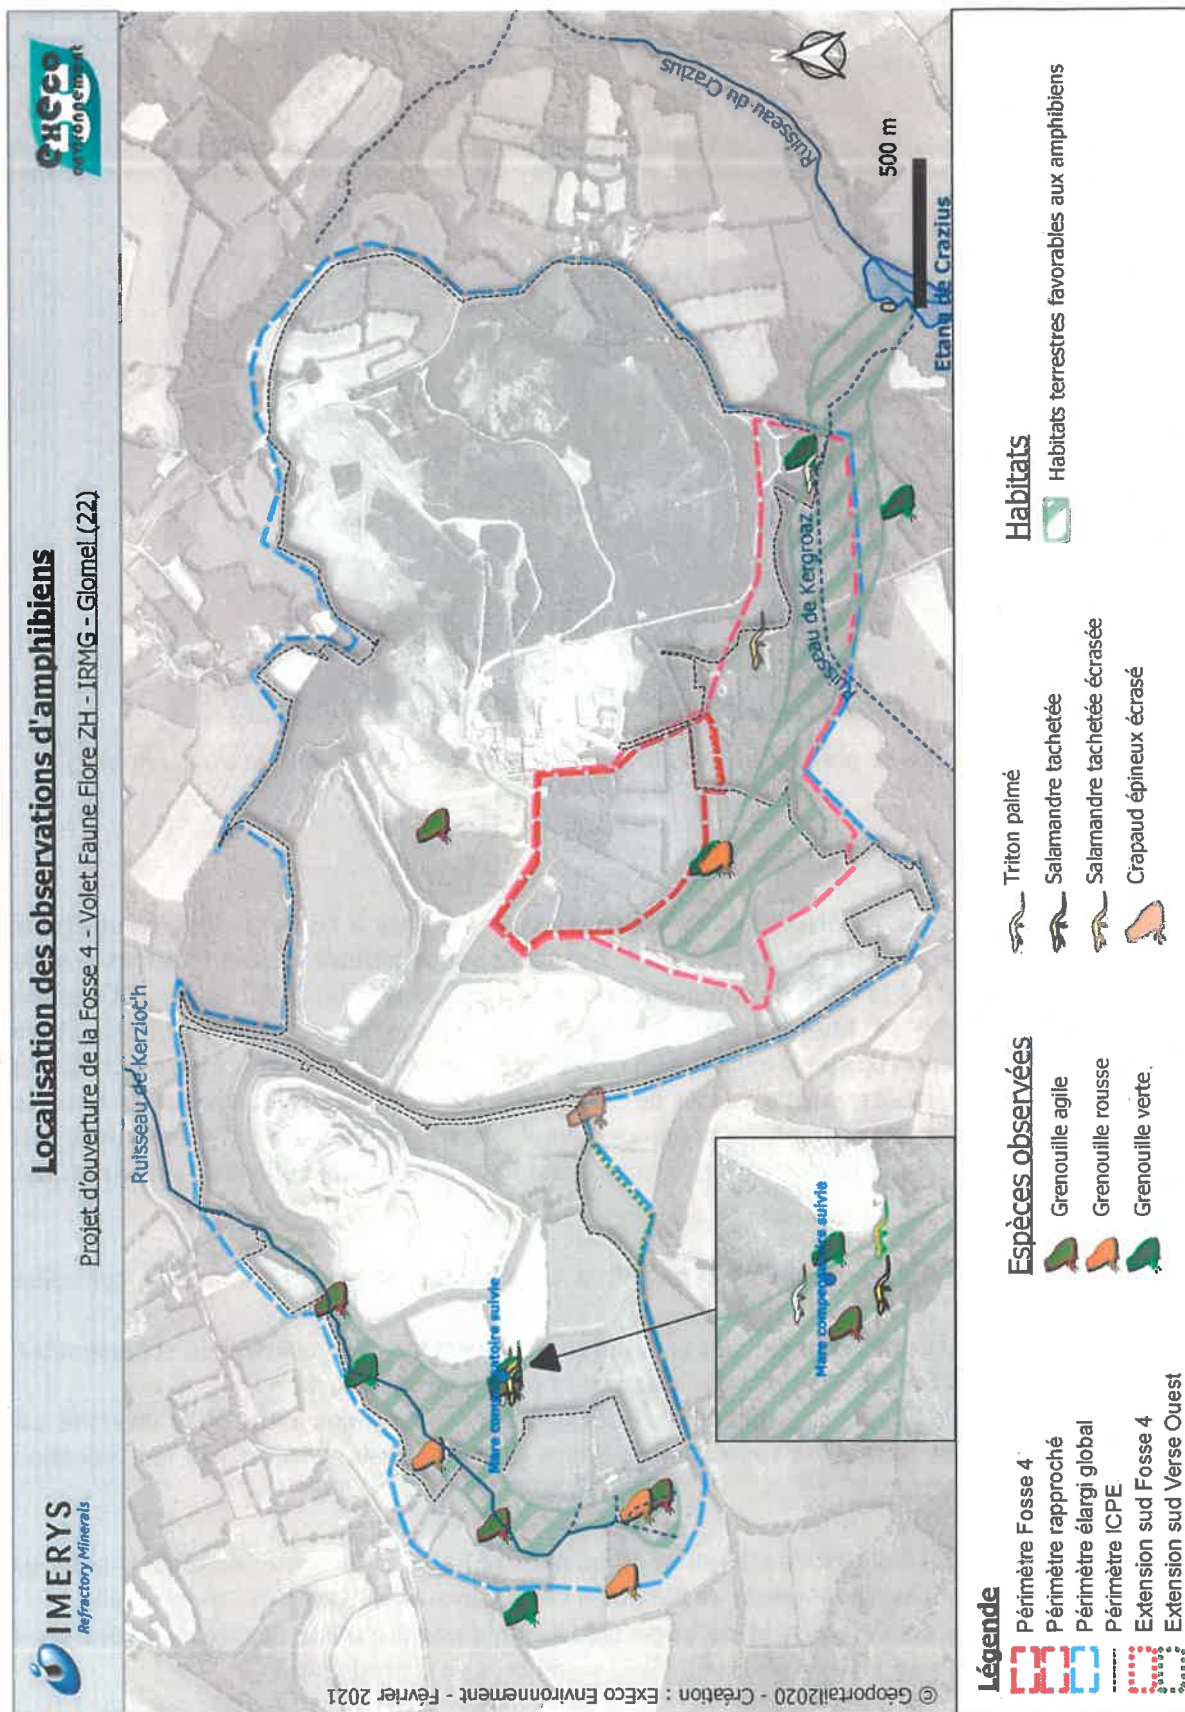 IMERYS
Refractory Minerals
Localisation des observations d'amphibiens
Projet d'ouverture de la Fosse 4 - Volet Faune Flore ZH - IRMG - Glomel (22)
execo
environnement
Ruisseau de Kerzioc'h
Ruisseau du Crazius
N
Mare compensatoire suivie
Ruisseau de Kergroaz
Mare compensatoire suivie
Etang de Crazius
0
500 m
© Géoportail2020 - Création : ExEco Environnement - Février 2021
Légende
Périmètre Fosse 4
Périmètre rapproché
Périmètre élargi global
Périmètre ICPE
Extension sud Fosse 4
Extension sud Verse Ouest
Espèces observées
Grenouille agile
Grenouille rousse
Grenouille verte
Triton palmé
Salamandre tachetée
Salamandre tachetée écrasée
Crapaud épineux écrasé
Habitats
Habitats terrestres favorables aux amphibiens